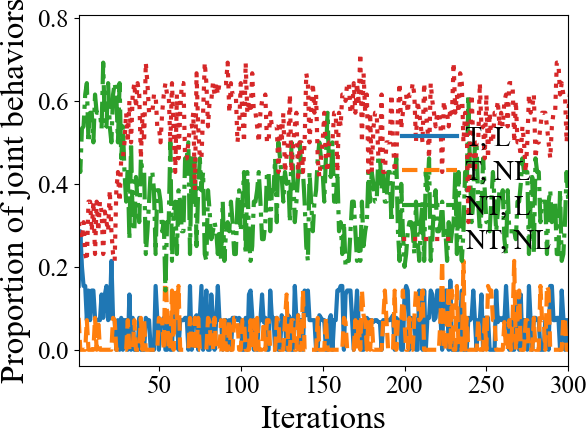 Proportion of joint behaviors
0.8
0.6
0.4
0.2
0.0
T, L
T, NL
NT, L
NT, NL
50
100
150
200
250
300
Iterations